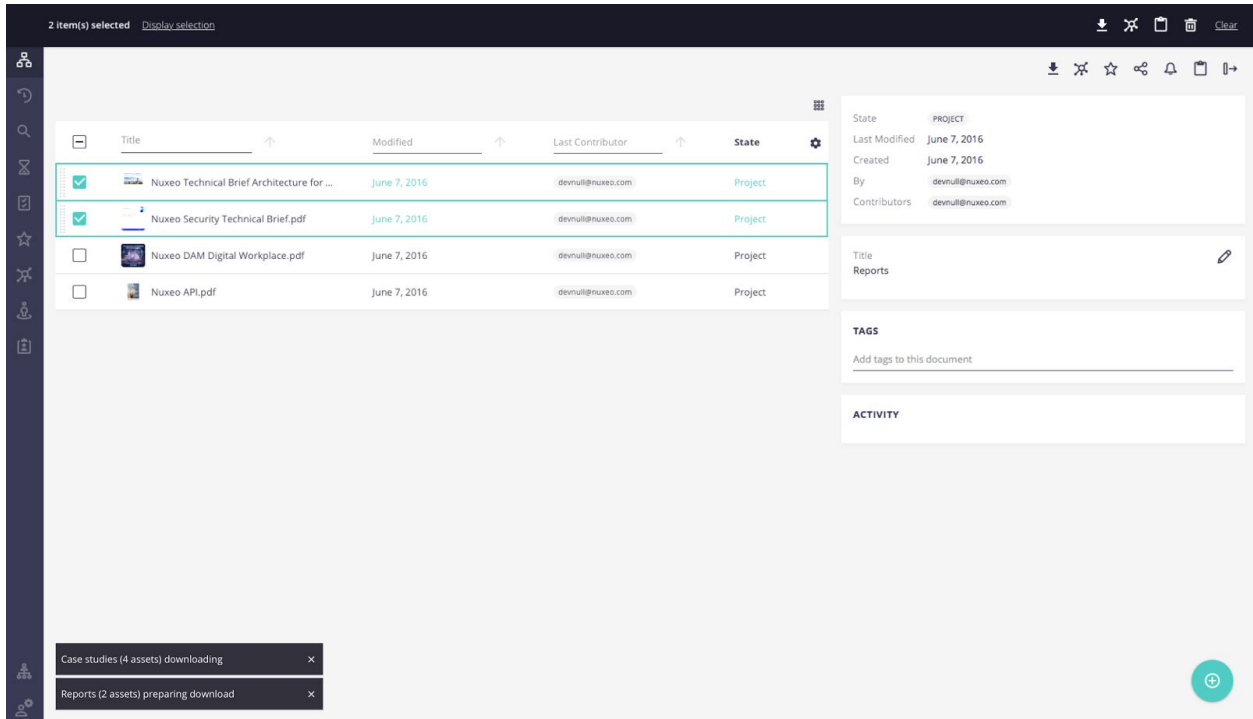 2 item(s) selected Display selection Clear
Title Modified Last Contributor State
Nuxeo Technical Brief Architecture for ... June 7, 2016 devnull@nuxeo.com Project
Nuxeo Security Technical Brief.pdf June 7, 2016 devnull@nuxeo.com Project
Nuxeo DAM Digital Workplace.pdf June 7, 2016 devnull@nuxeo.com Project
Nuxeo API.pdf June 7, 2016 devnull@nuxeo.com Project
State PROJECT
Last Modified June 7, 2016
Created June 7, 2016
By devnull@nuxeo.com
Contributors devnull@nuxeo.com
Title
Reports
TAGS
Add tags to this document
ACTIVITY
Case studies (4 assets) downloading ×
Reports (2 assets) preparing download ×